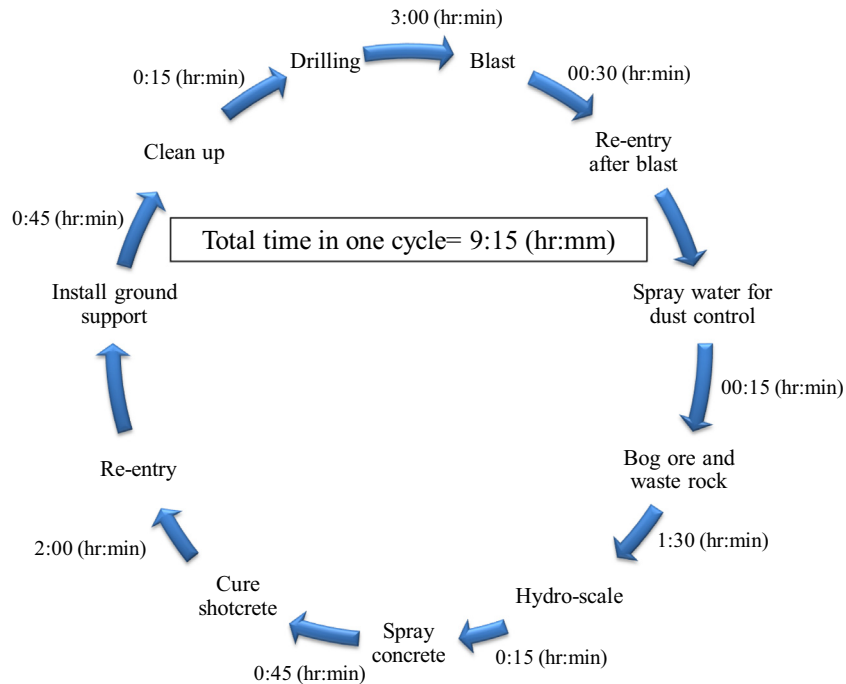 3:00 (hr:min)
Drilling
Blast
00:30 (hr:min)
Re-entry
after blast
Spray water for
dust control
00:15 (hr:min)
Bog ore and
waste rock
1:30 (hr:min)
Hydro-scale
0:15 (hr:min)
Spray
concrete
0:45 (hr:min)
Cure
shotcrete
2:00 (hr:min)
Re-entry
Install ground
support
0:45 (hr:min)
Clean up
0:15 (hr:min)
Total time in one cycle= 9:15 (hr:mm)